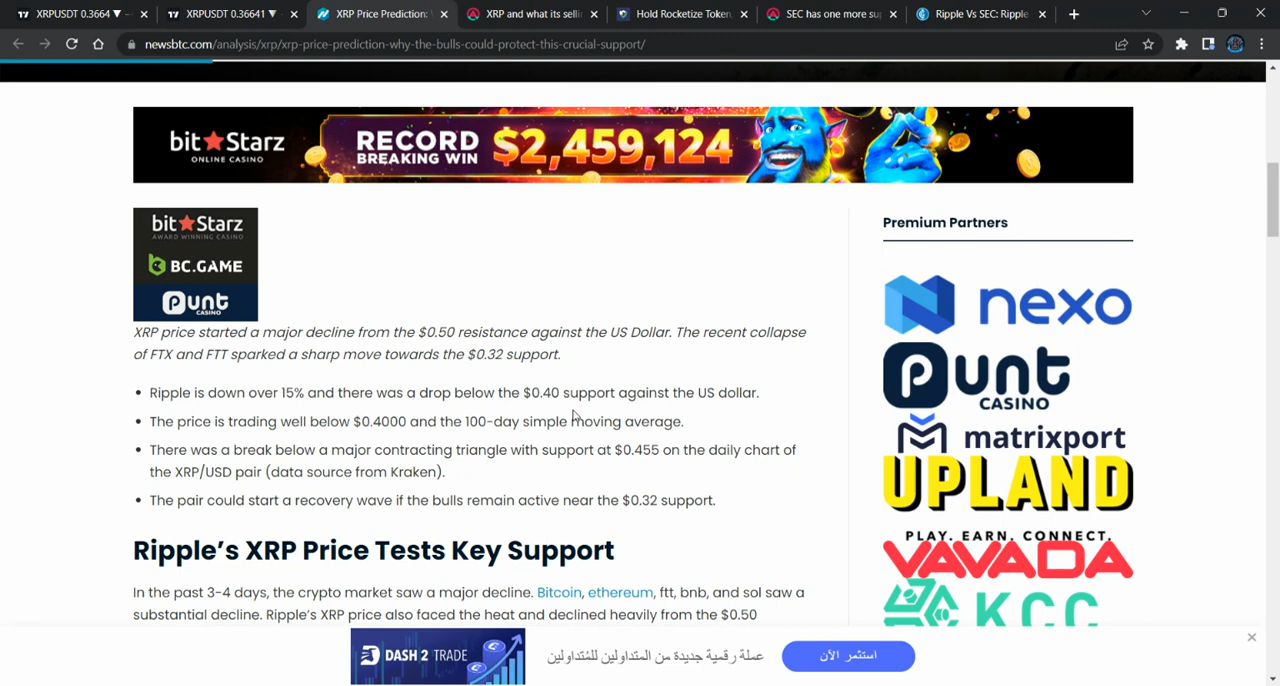 XRPUSDT 0.3664 ▼
XRPUSDT 0.36641 ▼
XRP Price Prediction:
XRP and what its selli
Hold Rocketize Token,
SEC has one more sup
Ripple Vs SEC: Ripple
newsbtc.com/analysis/xrp/xrp-price-prediction-why-the-bulls-could-protect-this-crucial-support/
bitStarz
ONLINE CASINO
RECORD
BREAKING WIN
$2,459,124
bitStarz
AWARD WINNING CASINO
BC.GAME
Punt
CASINO
XRP price started a major decline from the $0.50 resistance against the US Dollar. The recent collapse
of FTX and FTT sparked a sharp move towards the $0.32 support.
• Ripple is down over 15% and there was a drop below the $0.40 support against the US dollar.
• The price is trading well below $0.4000 and the 100-day simple moving average.
• There was a break below a major contracting triangle with support at $0.455 on the daily chart of
the XRP/USD pair (data source from Kraken).
• The pair could start a recovery wave if the bulls remain active near the $0.32 support.
Ripple’s XRP Price Tests Key Support
In the past 3-4 days, the crypto market saw a major decline. Bitcoin, ethereum, ftt, bnb, and sol saw a
substantial decline. Ripple’s XRP price also faced the heat and declined heavily from the $0.50
Premium Partners
nexo
Punt
CASINO
matrixport
UPLAND
PLAY. EARN. CONNECT.
VAVADA
KCC
DASH 2 TRADE
عملة رقمية جديدة من المتداولين للمُتداولين
استثمر الآن